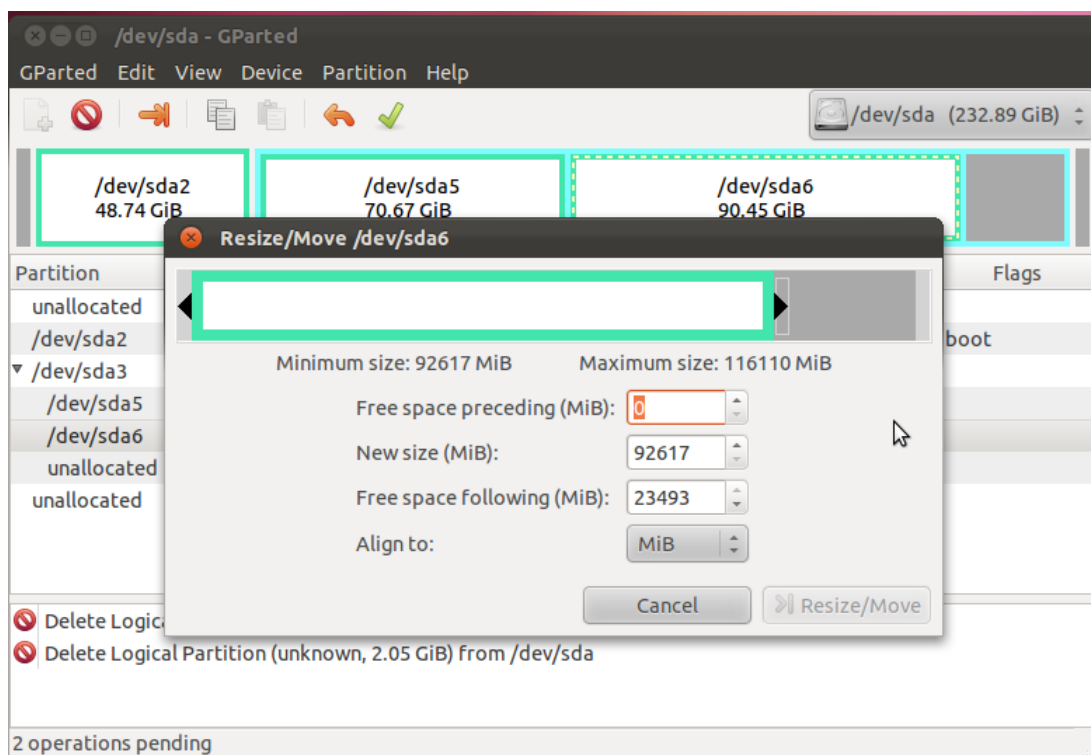 /dev/sda - GParted
GParted Edit View Device Partition Help
/dev/sda (232.89 GiB)
/dev/sda2 /dev/sda5 /dev/sda6
48.74 GiB 70.67 GiB 90.45 GiB
Resize/Move /dev/sda6
Partition Flags
unallocated
/dev/sda2 boot
/dev/sda3
/dev/sda5
/dev/sda6
unallocated
unallocated
Minimum size: 92617 MiB Maximum size: 116110 MiB
Free space preceding (MiB): 0
New size (MiB): 92617
Free space following (MiB): 23493
Align to: MiB
Cancel Resize/Move
Delete Logic
Delete Logical Partition (unknown, 2.05 GiB) from /dev/sda
2 operations pending